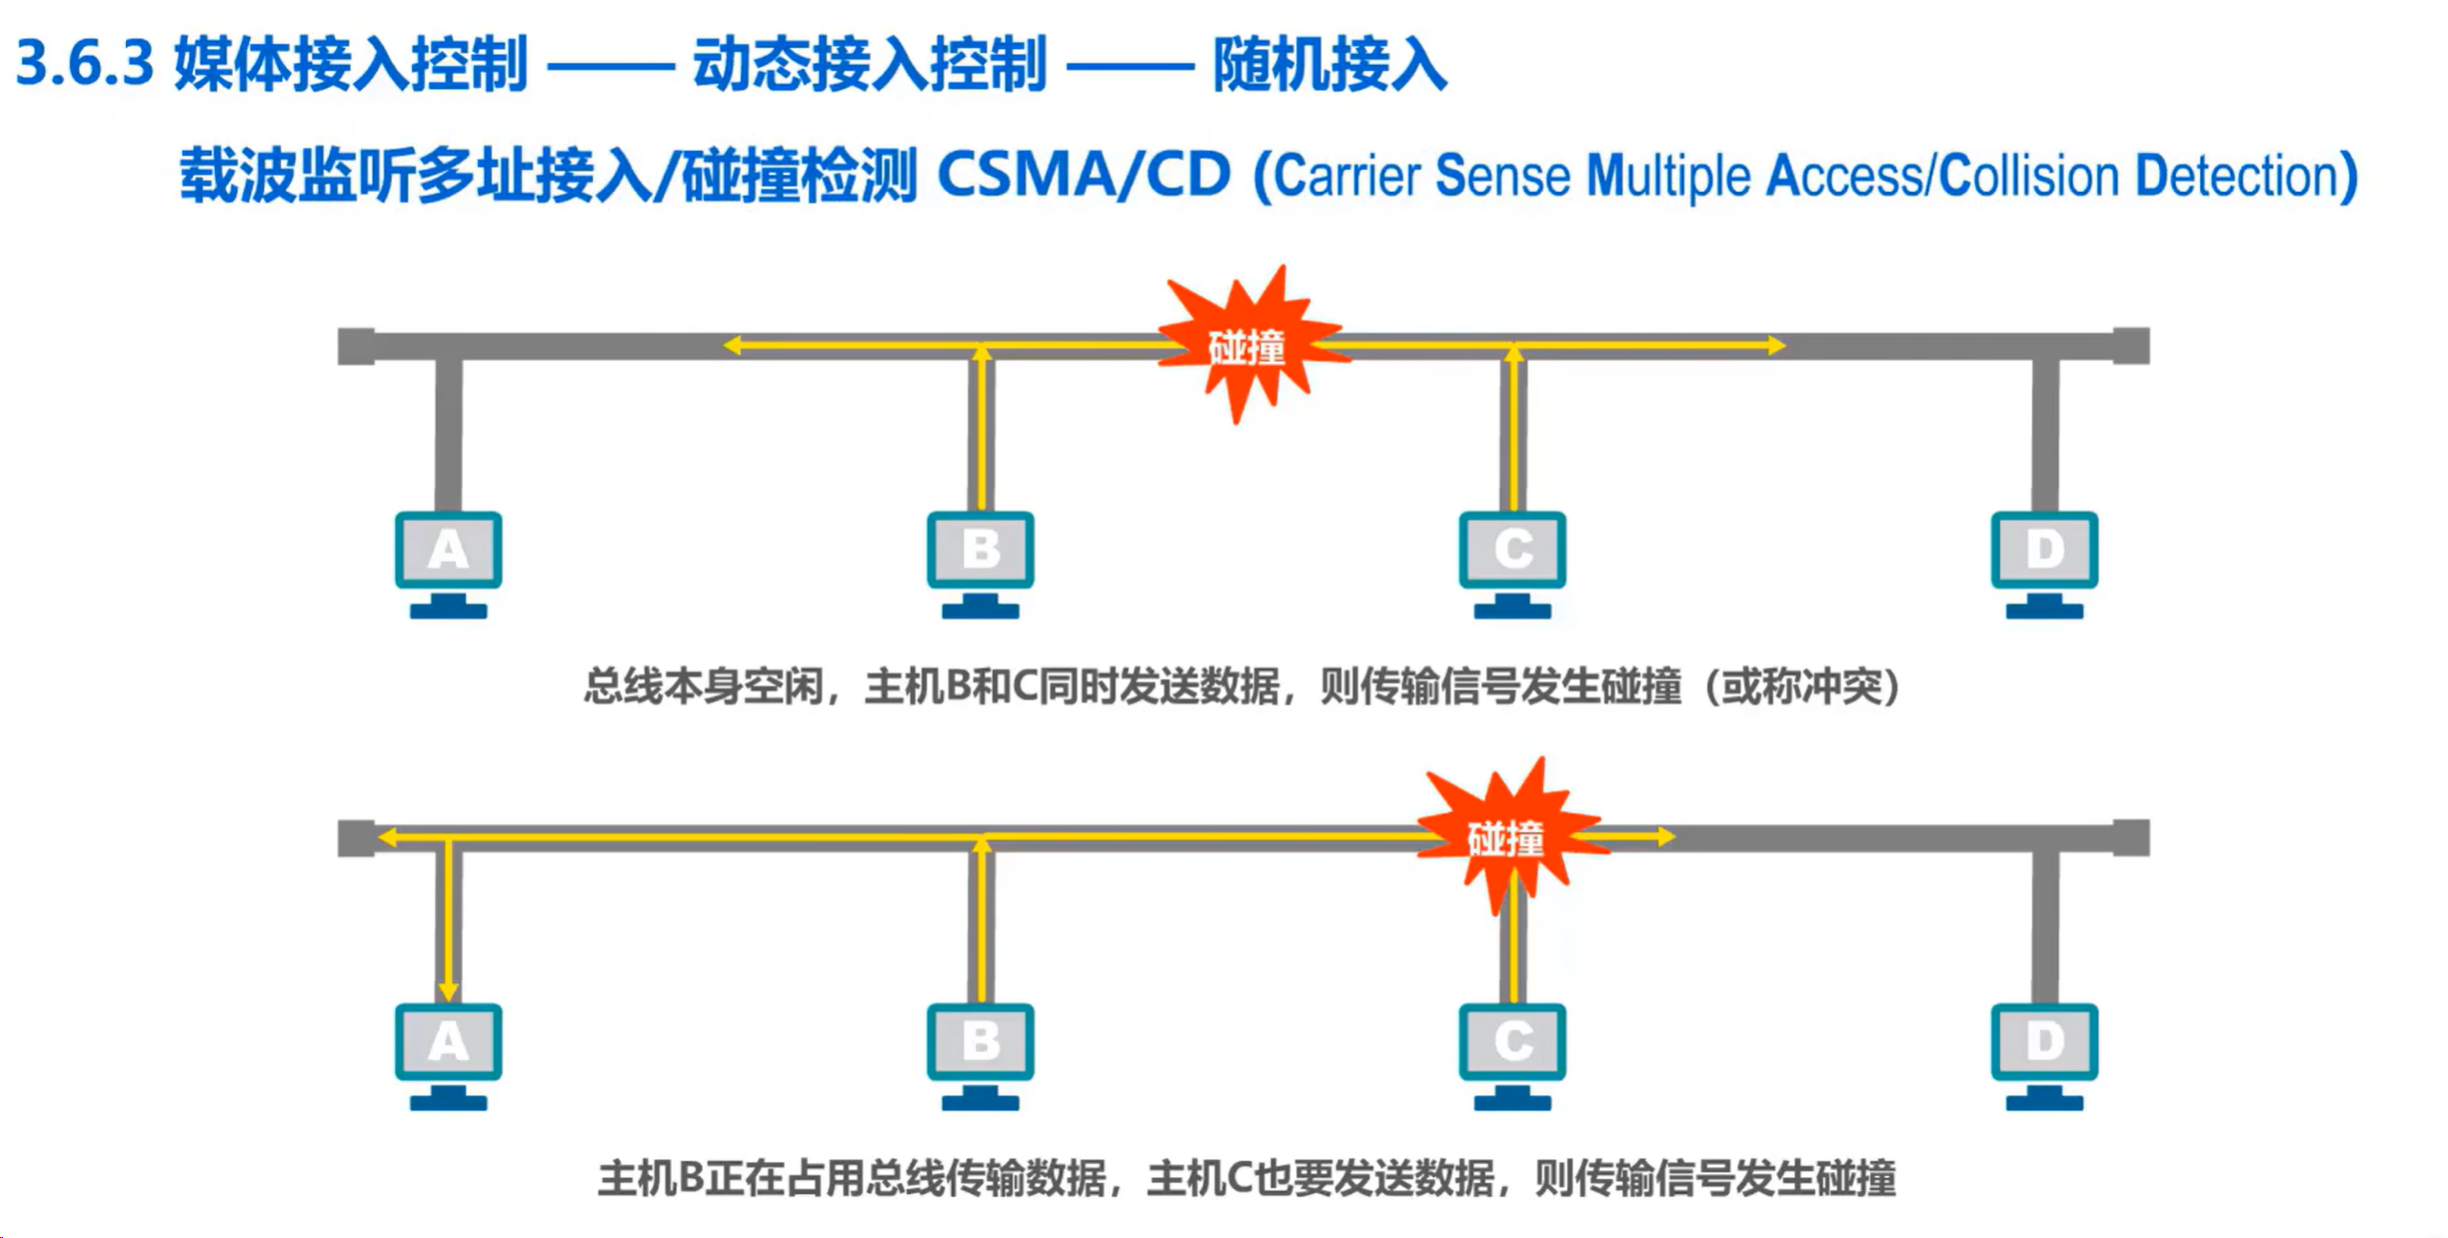 3.6.3 媒体接入控制 —— 动态接入控制 —— 随机接入
载波监听多址接入/碰撞检测 CSMA/CD (Carrier Sense Multiple Access/Collision Detection)
碰撞
A
B
C
D
总线本身空闲，主机B和C同时发送数据，则传输信号发生碰撞（或称冲突）
碰撞
A
B
C
D
主机B正在占用总线传输数据，主机C也要发送数据，则传输信号发生碰撞